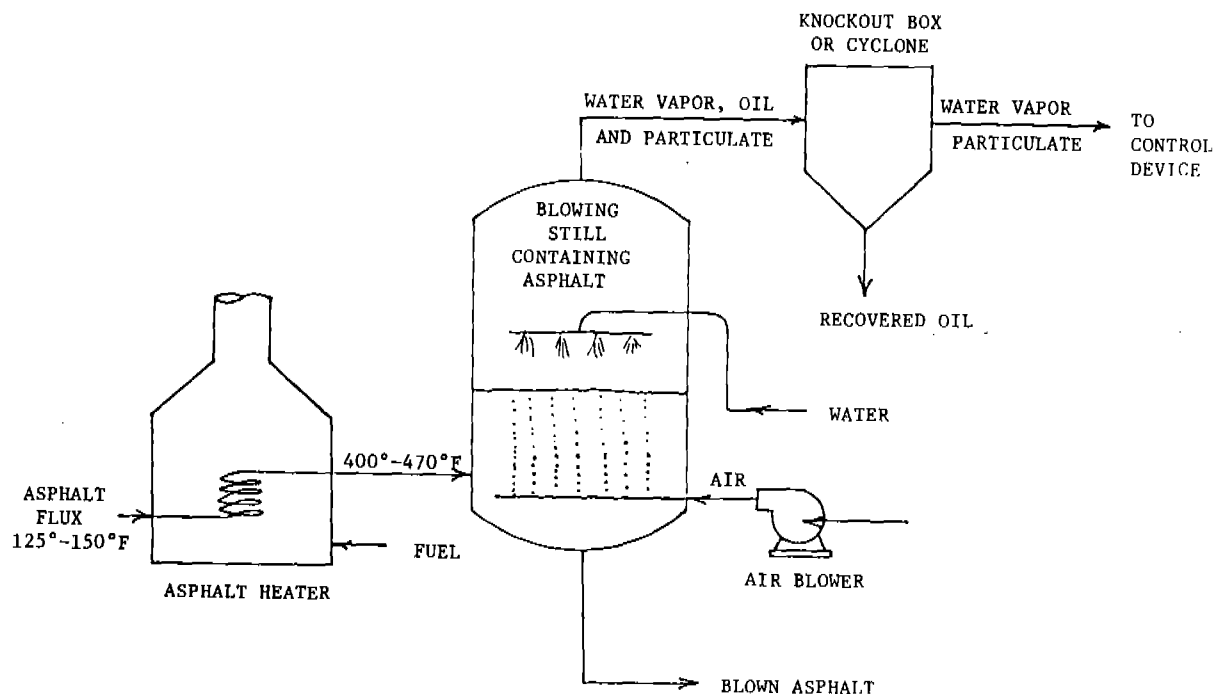 KNOCKOUT BOX
OR CYCLONE
WATER VAPOR, OIL
AND PARTICULATE
WATER VAPOR
PARTICULATE
TO
CONTROL
DEVICE
BLOWING
STILL
CONTAINING
ASPHALT
RECOVERED OIL
WATER
400°-470°F
AIR
ASPHALT
FLUX
125°-150°F
FUEL
ASPHALT HEATER
AIR BLOWER
BLOWN ASPHALT